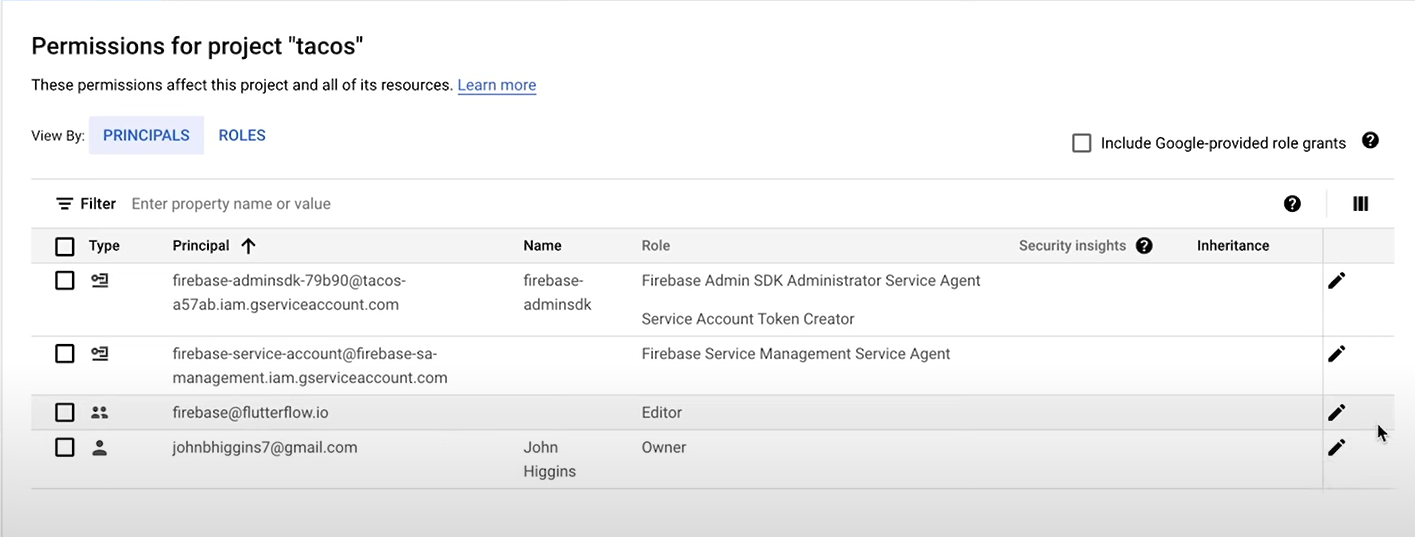 Permissions for project "tacos"
These permissions affect this project and all of its resources. Learn more
View By: PRINCIPALS ROLES
Include Google-provided role grants
Filter Enter property name or value
Type Principal Name Role Security insights Inheritance
firebase-adminsdk-79b90@tacos-
a57ab.iam.gserviceaccount.com
firebase-
adminsdk
Firebase Admin SDK Administrator Service Agent
Service Account Token Creator
firebase-service-account@firebase-sa-
management.iam.gserviceaccount.com
Firebase Service Management Service Agent
firebase@flutterflow.io Editor
johnbhiggins7@gmail.com
John
Higgins
Owner